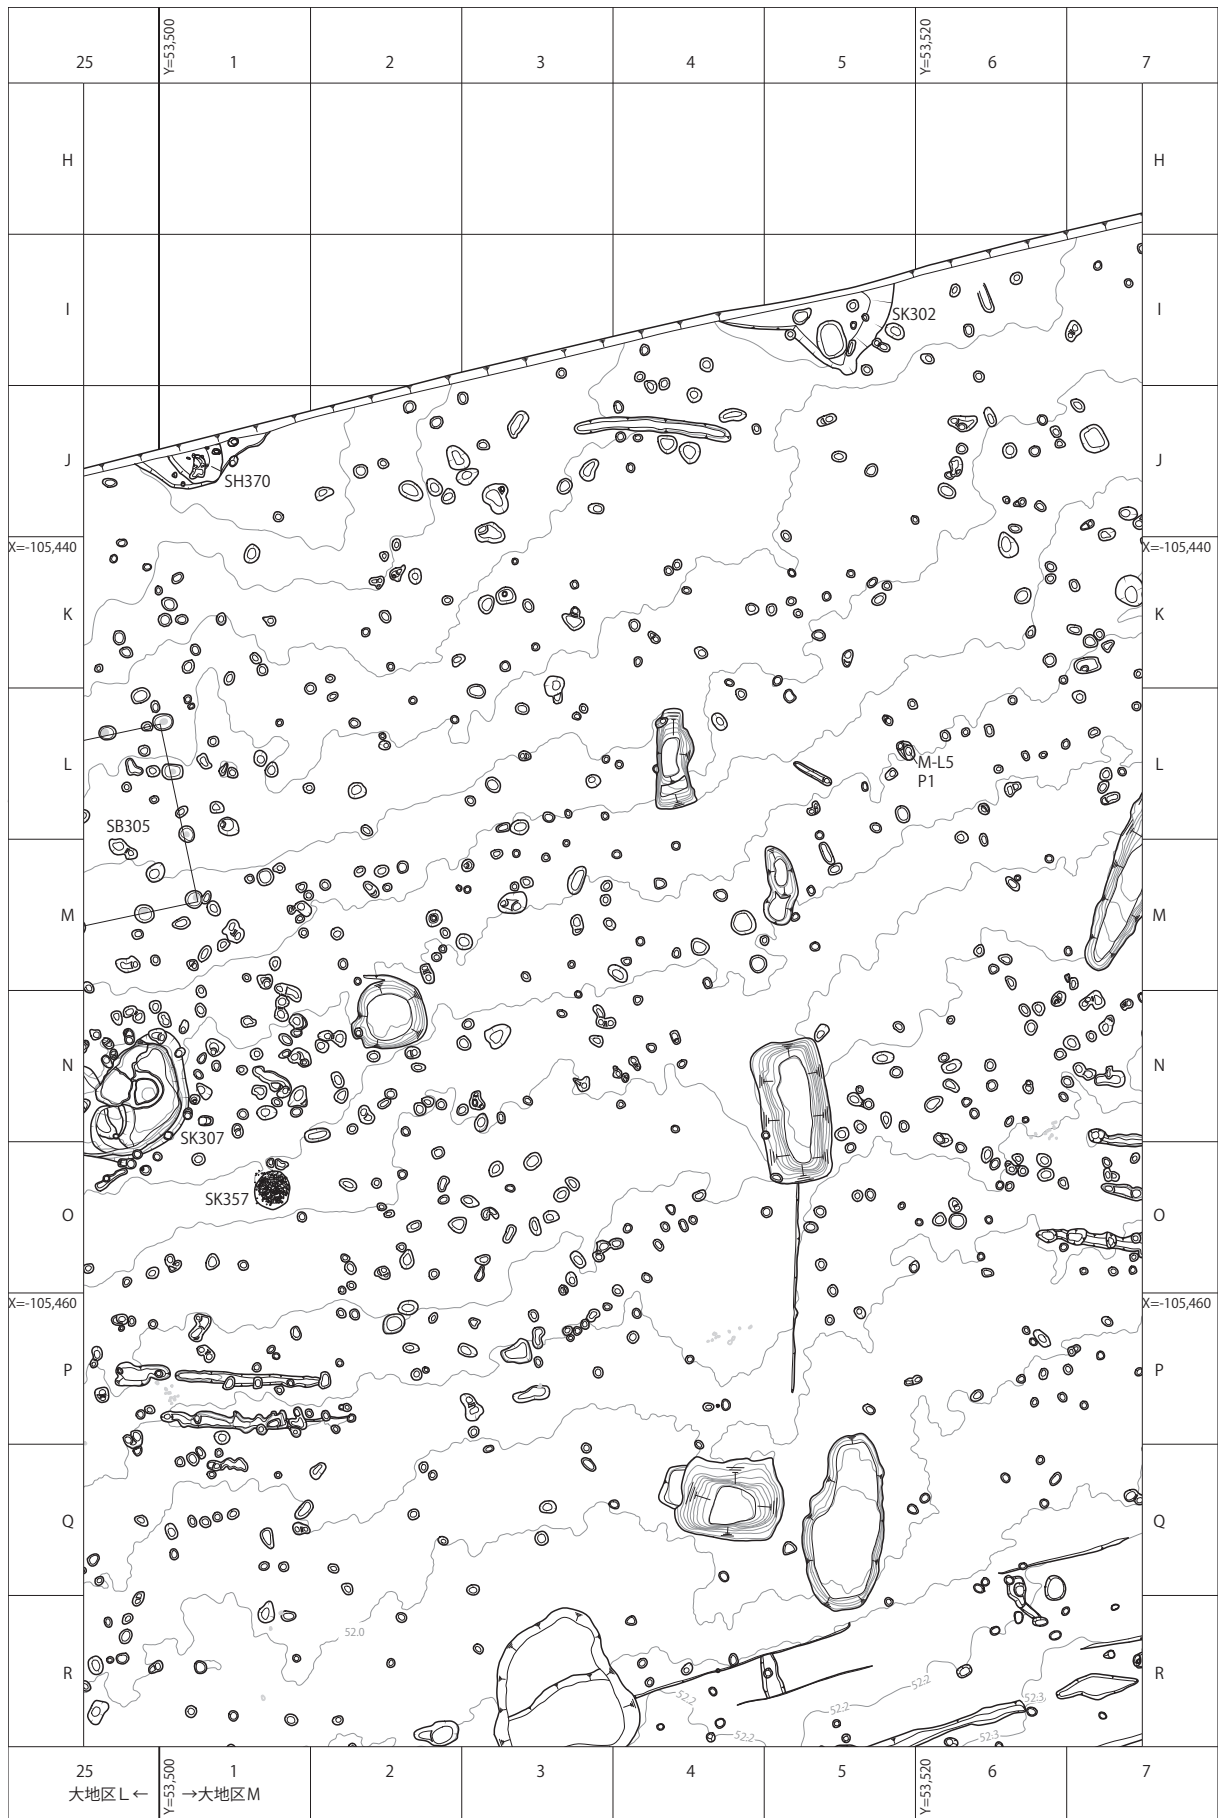 25
Y=53,500
1
2
3
4
5
Y=53,520
6
7
H
H
I
SK302
I
J
SH370
J
X=-105,440
X=-105,440
K
K
L
M-L5
P1
L
SB305
M
M
N
N
SK307
SK357
O
O
X=-105,460
X=-105,460
P
P
Q
Q
52.0
R
52.2
52.2
52.2
52.2
52.3
52.3
R
25
Y=53,500
1
2
3
4
5
Y=53,520
6
7
大地区L←
→大地区M